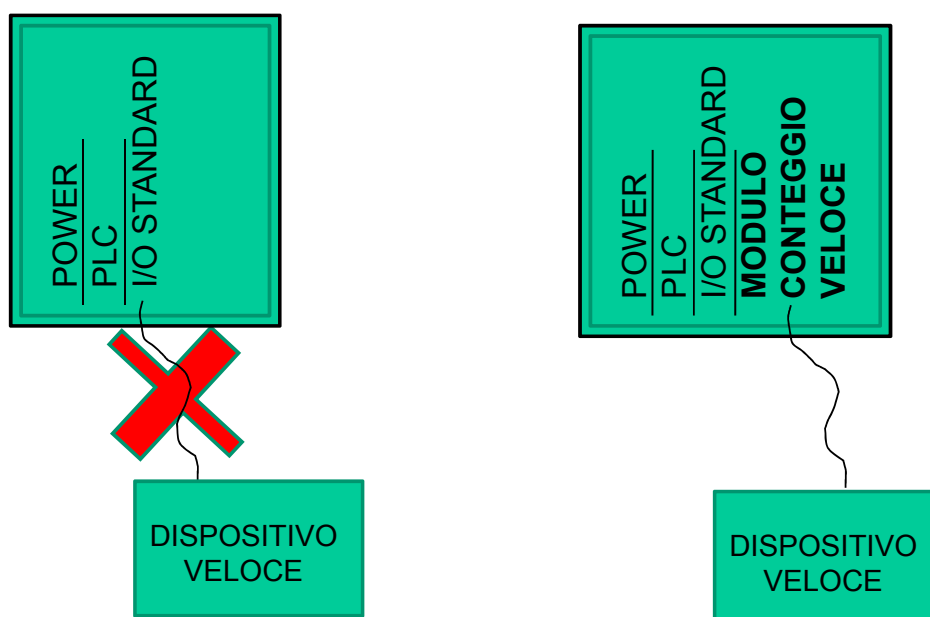 POWER
PLC
I/O STANDARD
DISPOSITIVO
VELOCE
POWER
PLC
I/O STANDARD
MODULO
CONTEGGIO
VELOCE
DISPOSITIVO
VELOCE